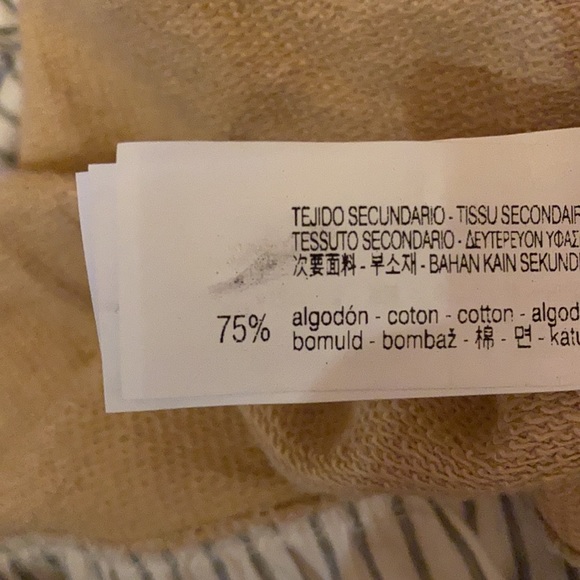 TEJIDO SECUNDARIO - TISSU SECONDAIR
TESSUTO SECONDARIO - ΔΕΥΤΕΡΕΥΟΝ ΥΦΑΣ
次要面料 - 부소재 - BAHAN KAIN SEKUND
75% algodón - coton - cotton - algod
bomuld - bombaž - 棉 - 면 - katu